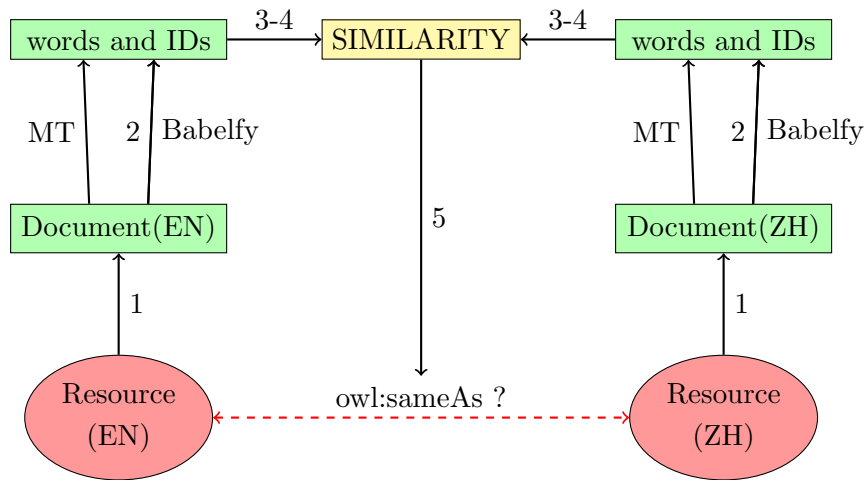 words and IDs
3-4
SIMILARITY
3-4
words and IDs
MT
2
Babelfy
MT
2
Babelfy
Document(EN)
5
Document(ZH)
1
1
Resource
(EN)
owl:sameAs ?
Resource
(ZH)